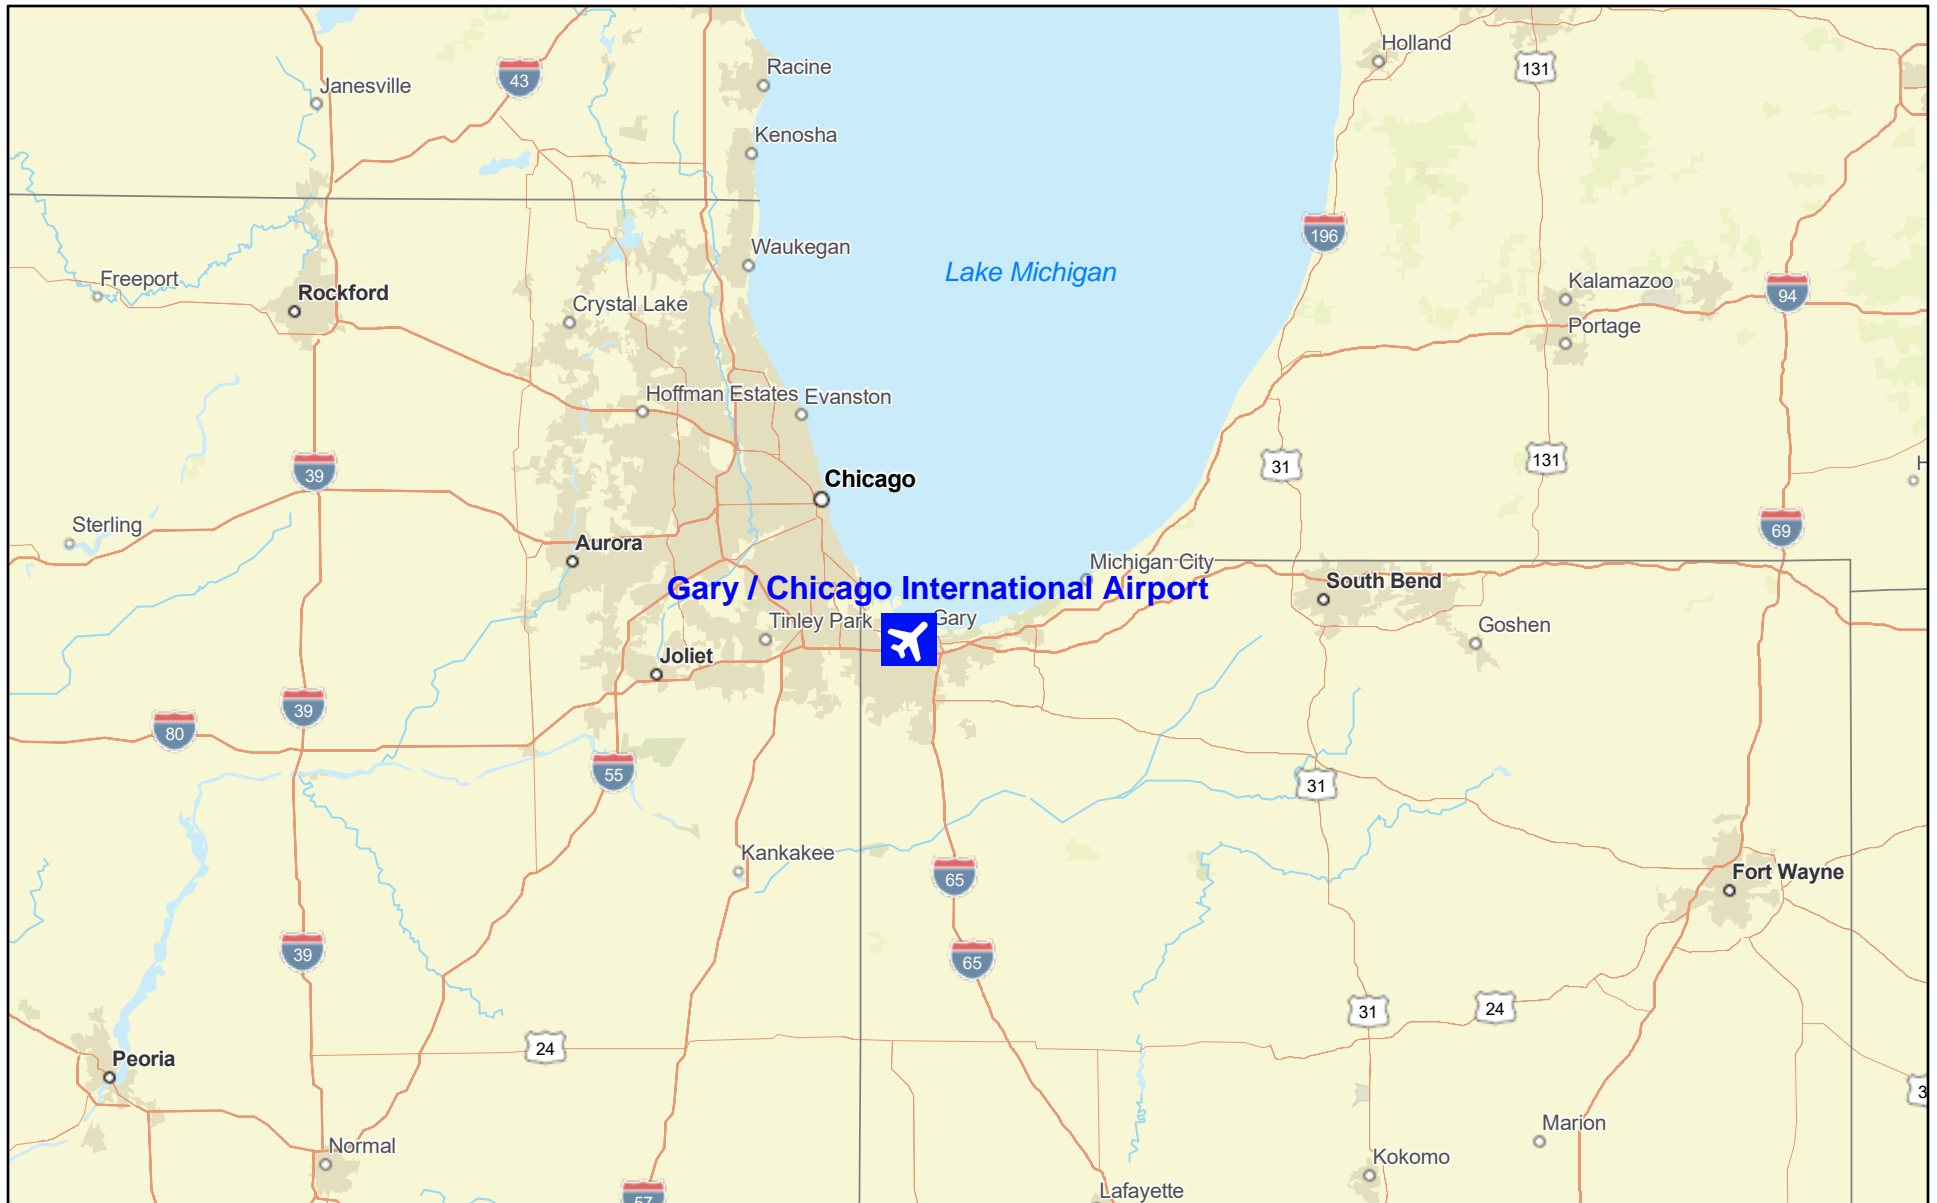 Holland
131
Racine
43
Janesville
Kenosha
196
Waukegan
Lake Michigan
Freeport
Kalamazoo
Rockford
94
Crystal Lake
Portage
Hoffman Estates
Evanston
131
31
H
39
Chicago
Sterling
69
Aurora
Michigan City
South Bend
Gary / Chicago International Airport
Tinley Park
Gary
Goshen
Joliet
39
80
55
31
Kankakee
65
Fort Wayne
39
65
24
31
24
Peoria
3
Marion
Normal
Kokomo
Lafayette
57